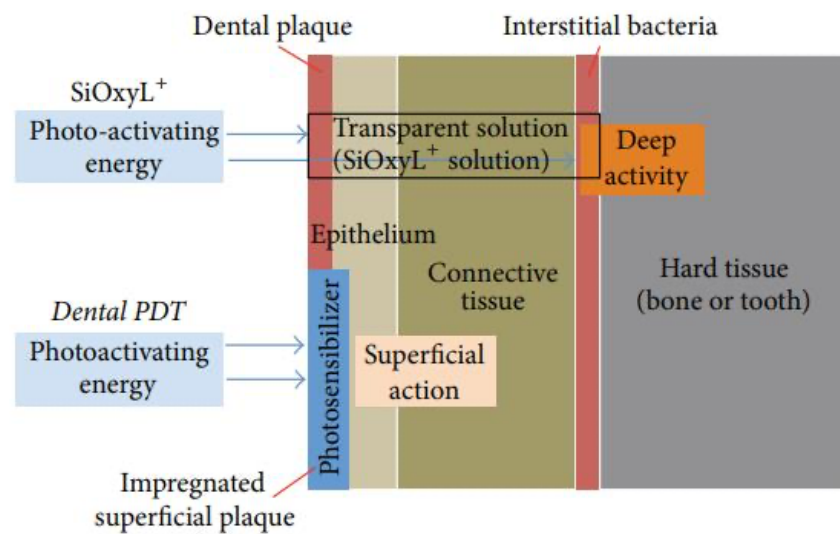 Dental plaque
Interstitial bacteria
SiOxyL⁺
Photo-activating
energy
Transparent solution
(SiOxyL⁺ solution)
Deep
activity
Epithelium
Connective
tissue
Hard tissue
(bone or tooth)
Dental PDT
Photoactivating
energy
Photosensibilizer
Superficial
action
Impregnated
superficial plaque